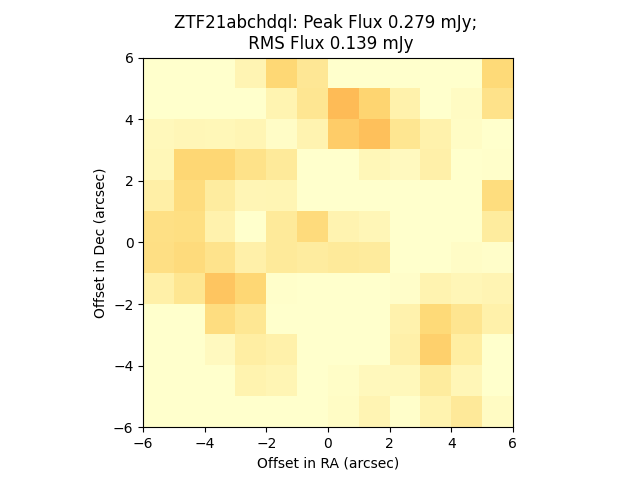 ZTF21abchdql: Peak Flux 0.279 mJy;
RMS Flux 0.139 mJy
6
4
2
0
−2
−4
−6
Offset in Dec (arcsec)
−6 −4 −2 0 2 4 6
Offset in RA (arcsec)